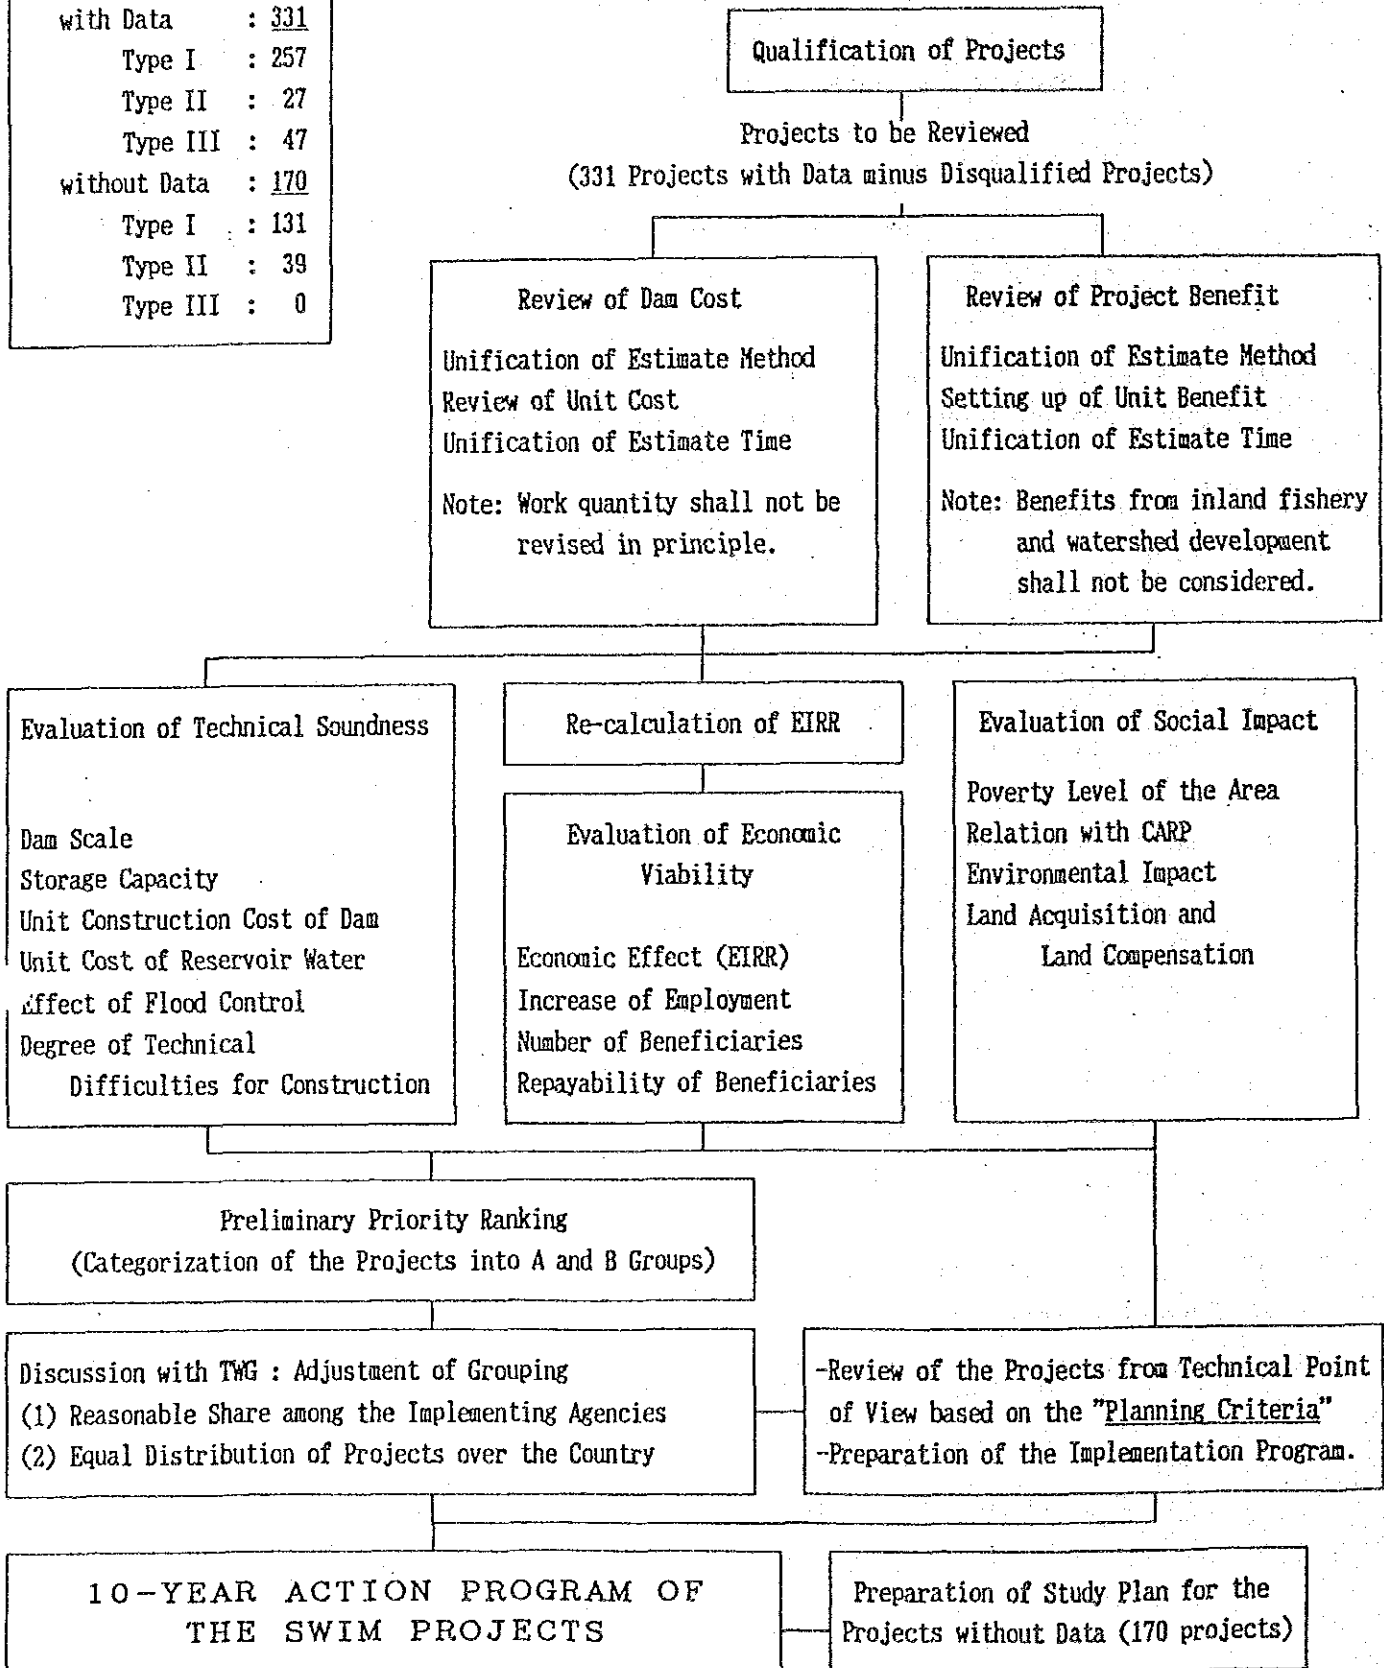 with Data : 331
Type I : 257
Type II : 27
Type III : 47
without Data : 170
Type I : 131
Type II : 39
Type III : 0
Qualification of Projects
Projects to be Reviewed
(331 Projects with Data minus Disqualified Projects)
Review of Dam Cost
Unification of Estimate Method
Review of Unit Cost
Unification of Estimate Time
Note: Work quantity shall not be
revised in principle.
Review of Project Benefit
Unification of Estimate Method
Setting up of Unit Benefit
Unification of Estimate Time
Note: Benefits from inland fishery
and watershed development
shall not be considered.
Evaluation of Technical Soundness
Dam Scale
Storage Capacity
Unit Construction Cost of Dam
Unit Cost of Reservoir Water
Effect of Flood Control
Degree of Technical
Difficulties for Construction
Re-calculation of EIRR
Evaluation of Economic
Viability
Economic Effect (EIRR)
Increase of Employment
Number of Beneficiaries
Repayability of Beneficiaries
Evaluation of Social Impact
Poverty Level of the Area
Relation with CARP
Environmental Impact
Land Acquisition and
Land Compensation
Preliminary Priority Ranking
(Categorization of the Projects into A and B Groups)
Discussion with TWG : Adjustment of Grouping
(1) Reasonable Share among the Implementing Agencies
(2) Equal Distribution of Projects over the Country
-Review of the Projects from Technical Point
of View based on the "Planning Criteria"
-Preparation of the Implementation Program.
10-YEAR ACTION PROGRAM OF
THE SWIM PROJECTS
Preparation of Study Plan for the
Projects without Data (170 projects)